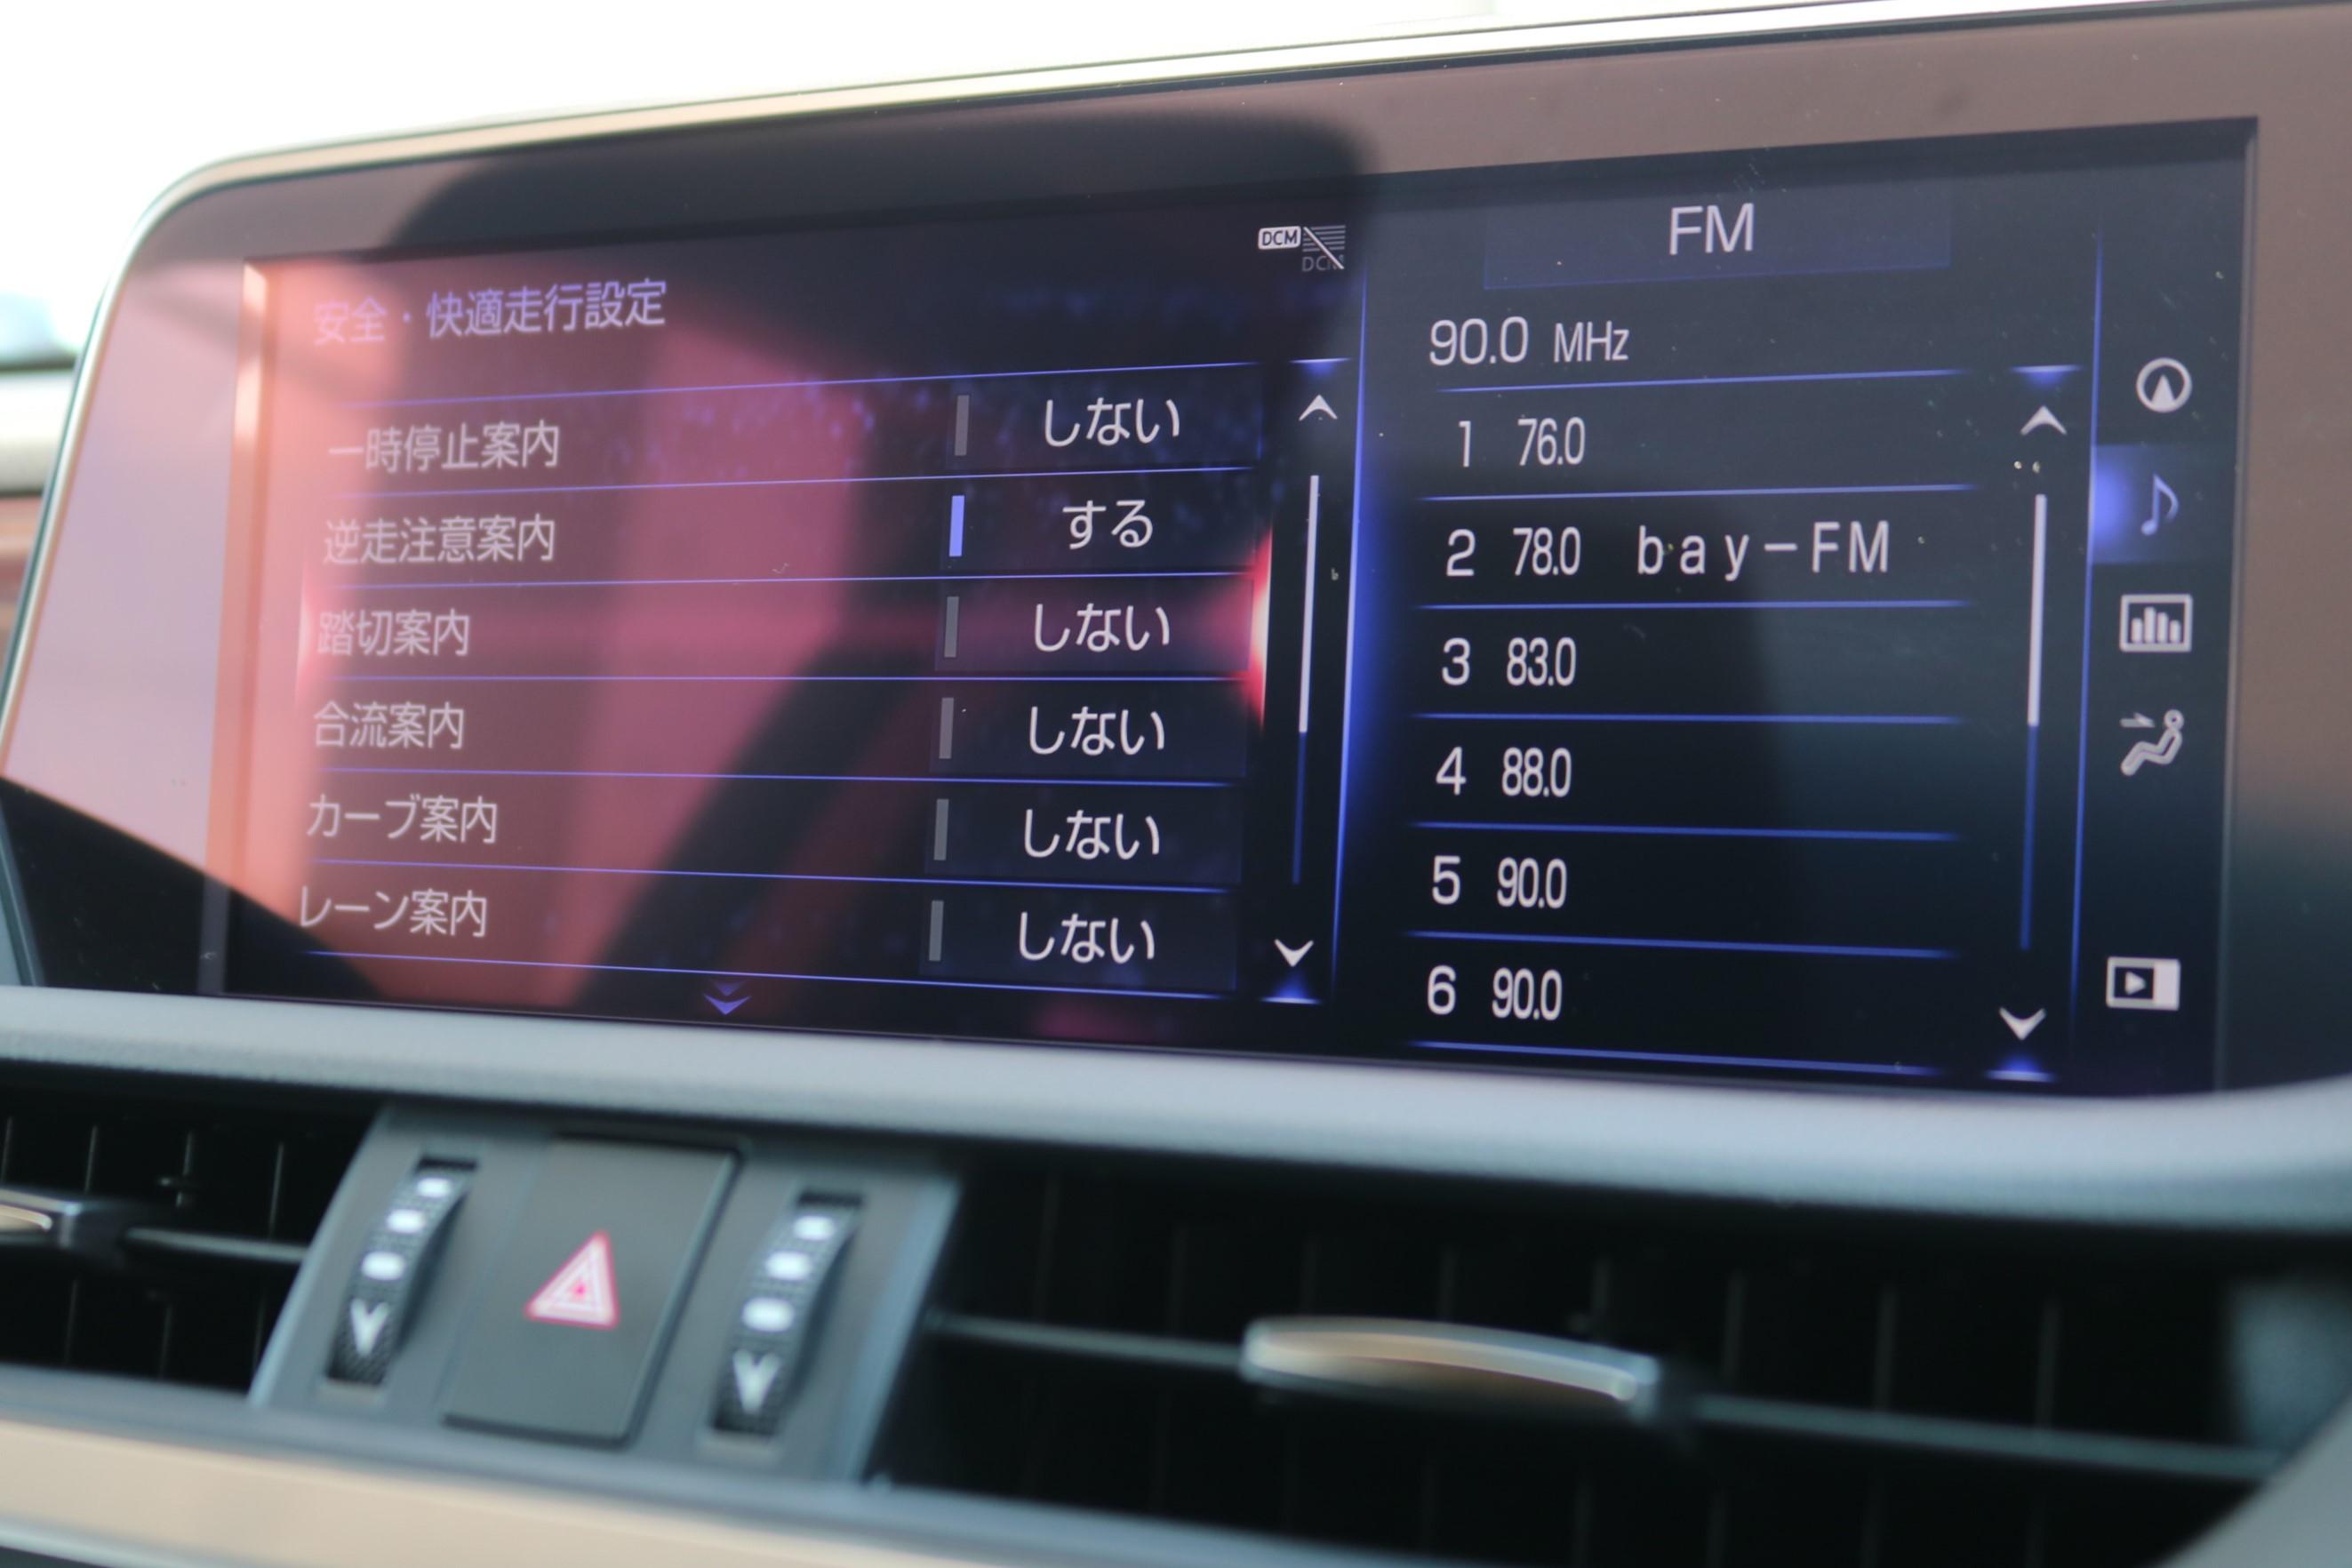 安全・快適走行設定
DCM
DCM
一時停止案内 しない
逆走注意案内 する
踏切案内 しない
合流案内 しない
カーブ案内 しない
レーン案内 しない
FM
90.0 MHz
1 76.0
2 78.0 bay-FM
3 83.0
4 88.0
5 90.0
6 90.0